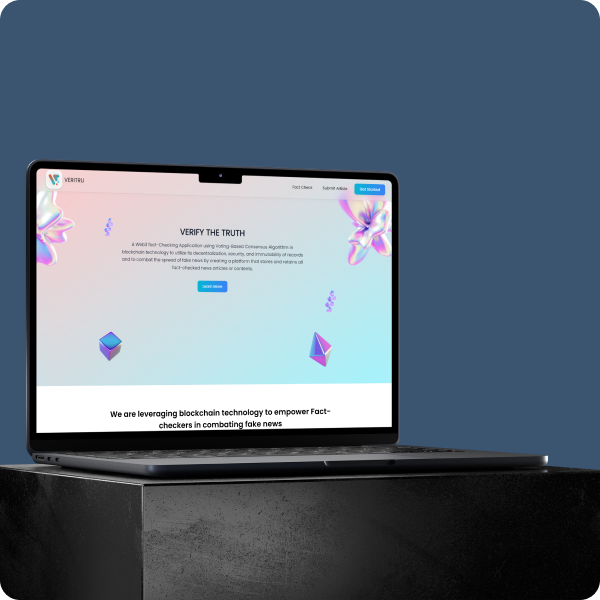 VERITRU
Fact Check
Submit Article
Get Started
VERIFY THE TRUTH
A Web3 Fact-Checking Application using Voting-Based Consensus Algorithm in
blockchain technology to utilize its decentralization, security, and immutability of records
and to combat the spread of fake news by creating a platform that stores and retains all
fact-checked news articles or contents.
Learn More
We are leveraging blockchain technology to empower Fact-
checkers in combating fake news